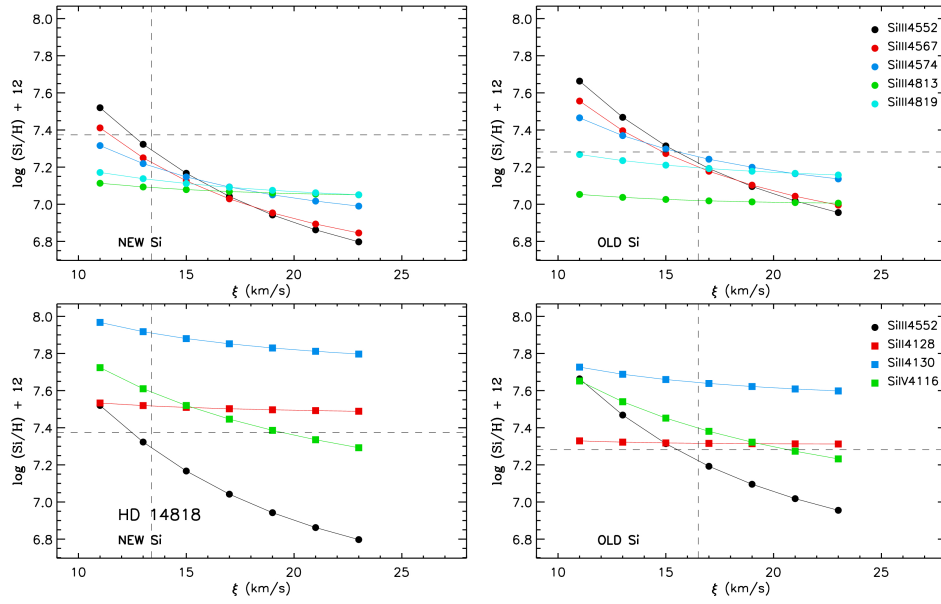 8.0
7.8
7.6
7.4
7.2
7.0
6.8
log (Si/H) + 12
NEW Si
10 15 20 25
ξ (km/s)
8.0
7.8
7.6
7.4
7.2
7.0
6.8
log (Si/H) + 12
SiIII4552
SiIII4567
SiIII4574
SiIII4813
SiIII4819
OLD Si
10 15 20 25
ξ (km/s)
8.0
7.8
7.6
7.4
7.2
7.0
6.8
log (Si/H) + 12
HD 14818
NEW Si
10 15 20 25
ξ (km/s)
8.0
7.8
7.6
7.4
7.2
7.0
6.8
log (Si/H) + 12
SiIII4552
SiII4128
SiII4130
SiIV4116
OLD Si
10 15 20 25
ξ (km/s)